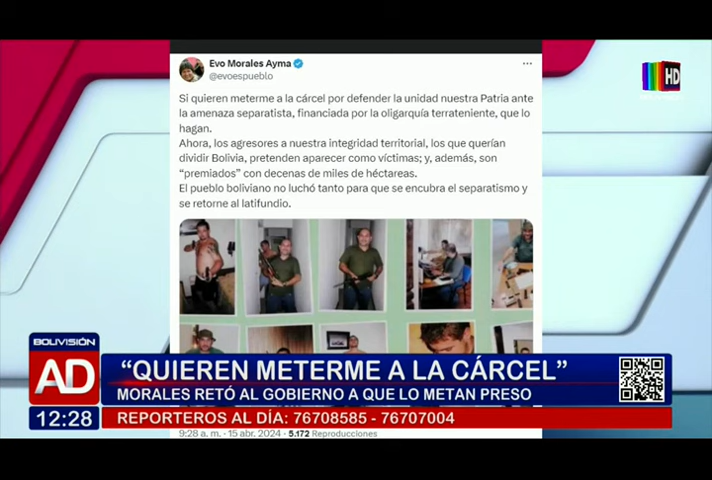 Evo Morales Ayma
@evoespueblo
Si quieren meterme a la cárcel por defender la unidad nuestra Patria ante
la amenaza separatista, financiada por la oligarquía terrateniente, que lo
hagan.
Ahora, los agresores a nuestra integridad territorial, los que querían
dividir Bolivia, pretenden aparecer como víctimas; y, además, son
“premiados” con decenas de miles de héctareas.
El pueblo boliviano no luchó tanto para que se encubra el separatismo y
se retorne al latifundio.
HD
BOLIVISIÓN
AD
12:28
“QUIEREN METERME A LA CÁRCEL”
MORALES RETÓ AL GOBIERNO A QUE LO METAN PRESO
REPORTEROS AL DÍA: 76708585 - 76707004
9:28 a. m. · 15 abr. 2024 · 5.172 Reproducciones